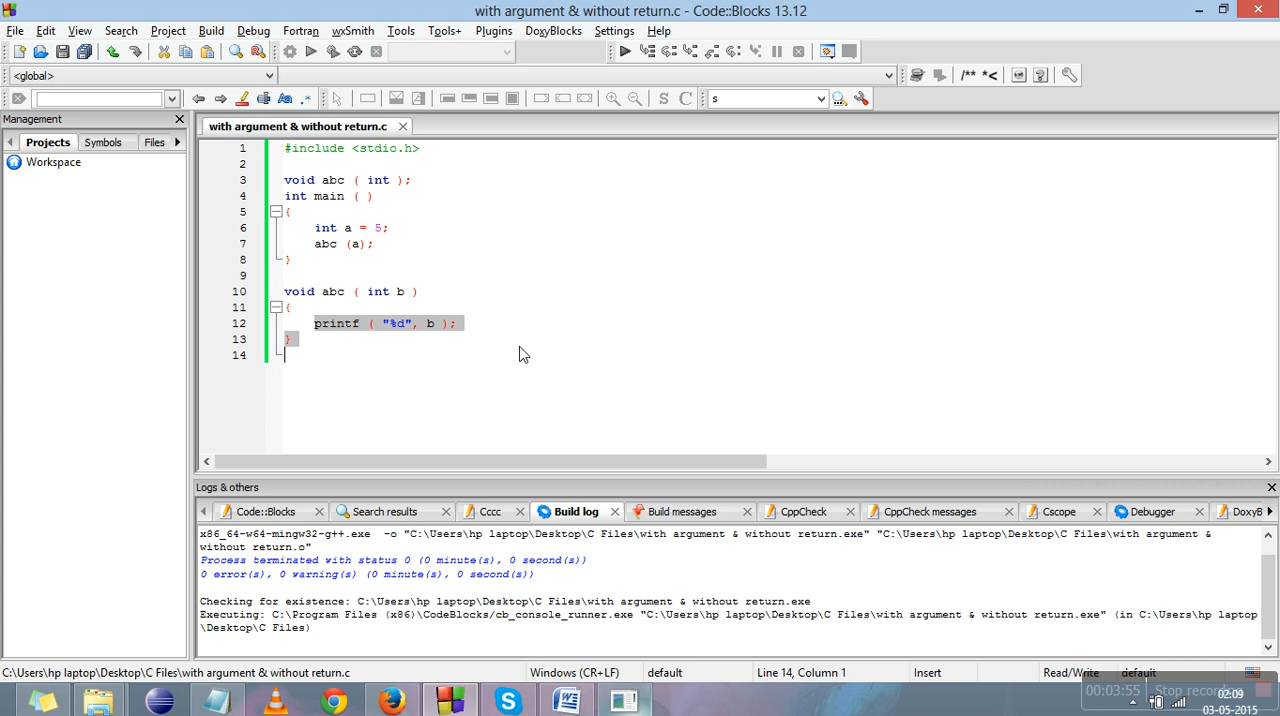 with argument & without return.c - Code::Blocks 13.12
File Edit View Search Project Build Debug Fortran wxSmith Tools Tools+ Plugins DoxyBlocks Settings Help
<global>
/** *<
S C s
Management
Projects Symbols Files
Workspace
with argument & without return.c
1 #include <stdio.h>
2
3 void abc ( int );
4 int main ( )
5 {
6 int a = 5;
7 abc (a);
8 }
9
10 void abc ( int b )
11 {
12 printf ( "%d", b );
13 }
14
Logs & others
Code::Blocks Search results Cccc Build log Build messages CppCheck CppCheck messages Cscope Debugger DoxyB
x86_64-w64-mingw32-g++.exe -o "C:\Users\hp laptop\Desktop\C Files\with argument & without return.exe" "C:\Users\hp laptop\Desktop\C Files\with argument &
without return.o"
Process terminated with status 0 (0 minute(s), 0 second(s))
0 error(s), 0 warning(s) (0 minute(s), 0 second(s))
Checking for existence: C:\Users\hp laptop\Desktop\C Files\with argument & without return.exe
Executing: C:\Program Files (x86)\CodeBlocks/cb_console_runner.exe "C:\Users\hp laptop\Desktop\C Files\with argument & without return.exe" (in C:\Users\hp laptop
\Desktop\C Files)
C:\Users\hp laptop\Desktop\C Files\with argument & without return.c Windows (CR+LF) default Line 14, Column 1 Insert Read/Write default
00:03:55 Stop recording 02:09
03-05-2015